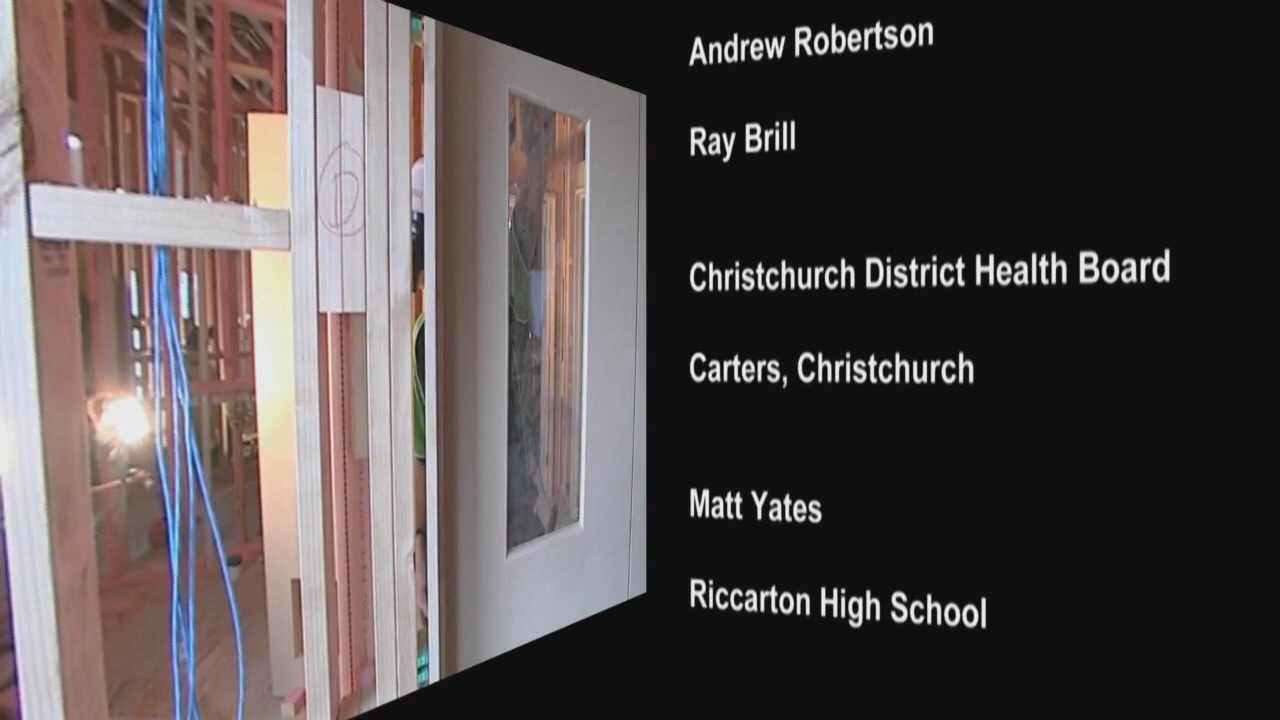 Andrew Robertson
Ray Brill
Christchurch District Health Board
Carters, Christchurch
Matt Yates
Riccarton High School